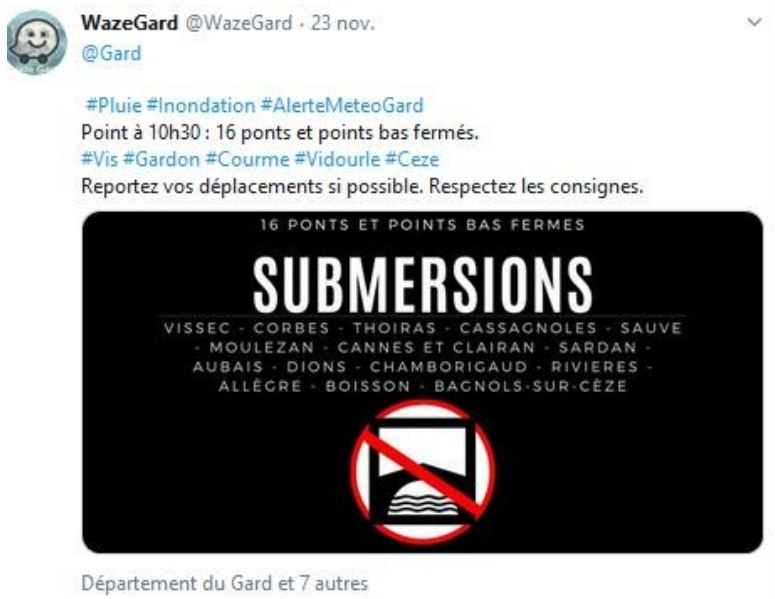 WazeGard @WazeGard · 23 nov.
@Gard
#Pluie #Inondation #AlerteMeteoGard
Point à 10h30 : 16 ponts et points bas fermés.
#Vis #Gardon #Courme #Vidourle #Ceze
Reportez vos déplacements si possible. Respectez les consignes.
16 PONTS ET POINTS BAS FERMES
SUBMERSIONS
VISSEC - CORBES - THOIRAS - CASSAGNOLES - SAUVE
- MOULEZAN - CANNES ET CLAIRAN - SARDAN -
AUBAIS - DIONS - CHAMBORIGAUD - RIVIERES -
ALLÈGRE - BOISSON - BAGNOLS-SUR-CÈZE
Département du Gard et 7 autres